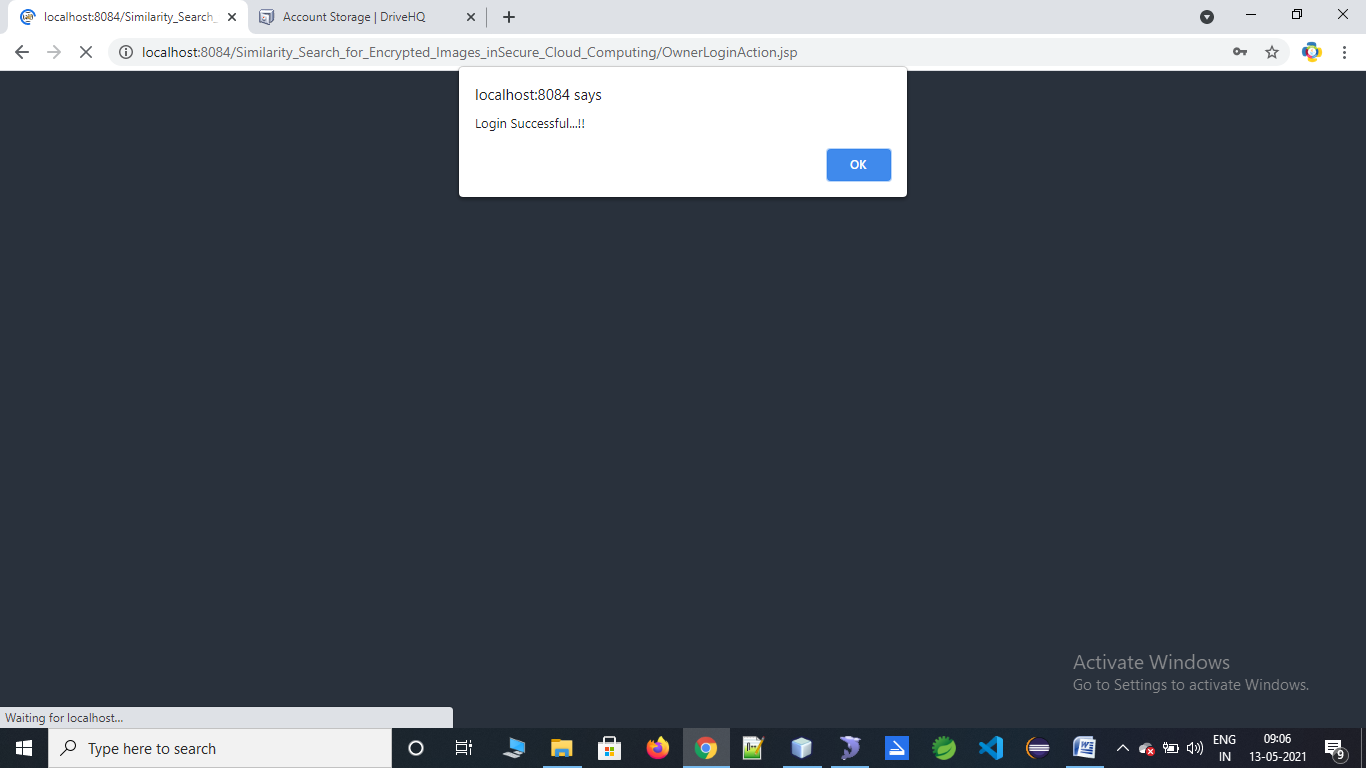 localhost:8084/Similarity_Search_
Account Storage | DriveHQ
localhost:8084/Similarity_Search_for_Encrypted_Images_inSecure_Cloud_Computing/OwnerLoginAction.jsp
localhost:8084 says
Login Successful...!!
OK
Activate Windows
Go to Settings to activate Windows.
Waiting for localhost...
Type here to search
ENG
IN
09:06
13-05-2021
9